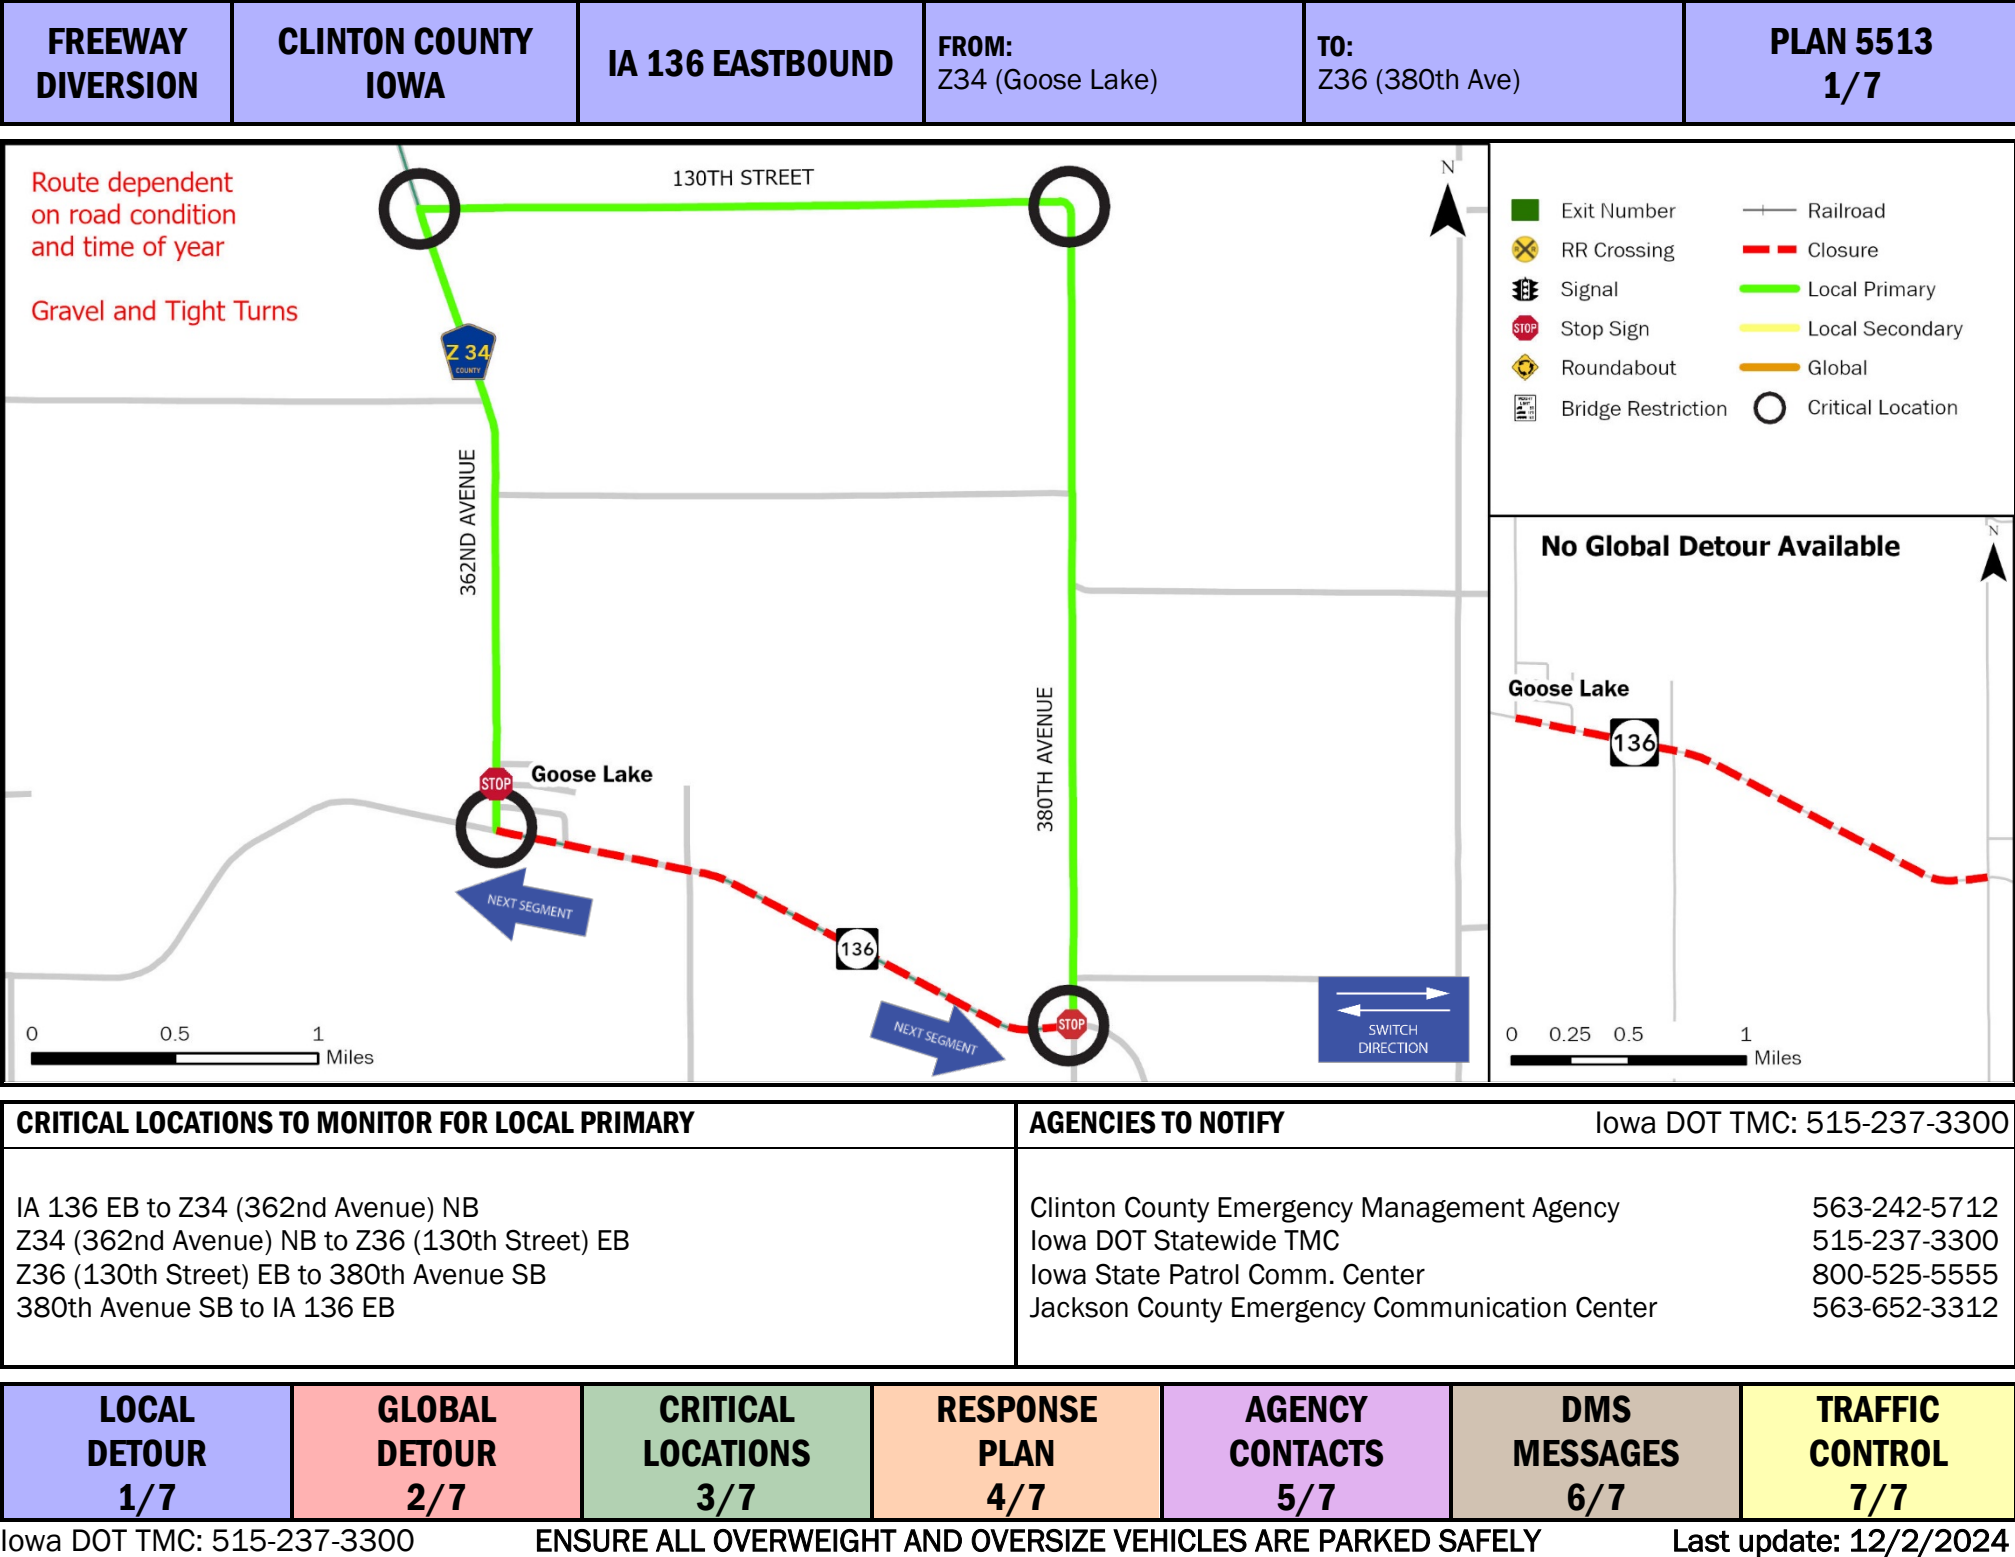 FREEWAY
DIVERSION
CLINTON COUNTY
IOWA
IA 136 EASTBOUND
FROM:
Z34 (Goose Lake)
TO:
Z36 (380th Ave)
PLAN 5513
1/7
Route dependent
on road condition
and time of year
Gravel and Tight Turns
130TH STREET
N
Z 34
COUNTY
362ND AVENUE
380TH AVENUE
STOP
Goose Lake
NEXT SEGMENT
136
NEXT SEGMENT
STOP
0 0.5 1
Miles
SWITCH
DIRECTION
Exit Number
RR Crossing
Signal
STOP Stop Sign
Roundabout
Bridge Restriction
Railroad
Closure
Local Primary
Local Secondary
Global
Critical Location
No Global Detour Available
N
Goose Lake
136
0 0.25 0.5 1
Miles
CRITICAL LOCATIONS TO MONITOR FOR LOCAL PRIMARY
IA 136 EB to Z34 (362nd Avenue) NB
Z34 (362nd Avenue) NB to Z36 (130th Street) EB
Z36 (130th Street) EB to 380th Avenue SB
380th Avenue SB to IA 136 EB
AGENCIES TO NOTIFY Iowa DOT TMC: 515-237-3300
Clinton County Emergency Management Agency 563-242-5712
Iowa DOT Statewide TMC 515-237-3300
Iowa State Patrol Comm. Center 800-525-5555
Jackson County Emergency Communication Center 563-652-3312
LOCAL
DETOUR
1/7
GLOBAL
DETOUR
2/7
CRITICAL
LOCATIONS
3/7
RESPONSE
PLAN
4/7
AGENCY
CONTACTS
5/7
DMS
MESSAGES
6/7
TRAFFIC
CONTROL
7/7
Iowa DOT TMC: 515-237-3300 ENSURE ALL OVERWEIGHT AND OVERSIZE VEHICLES ARE PARKED SAFELY Last update: 12/2/2024